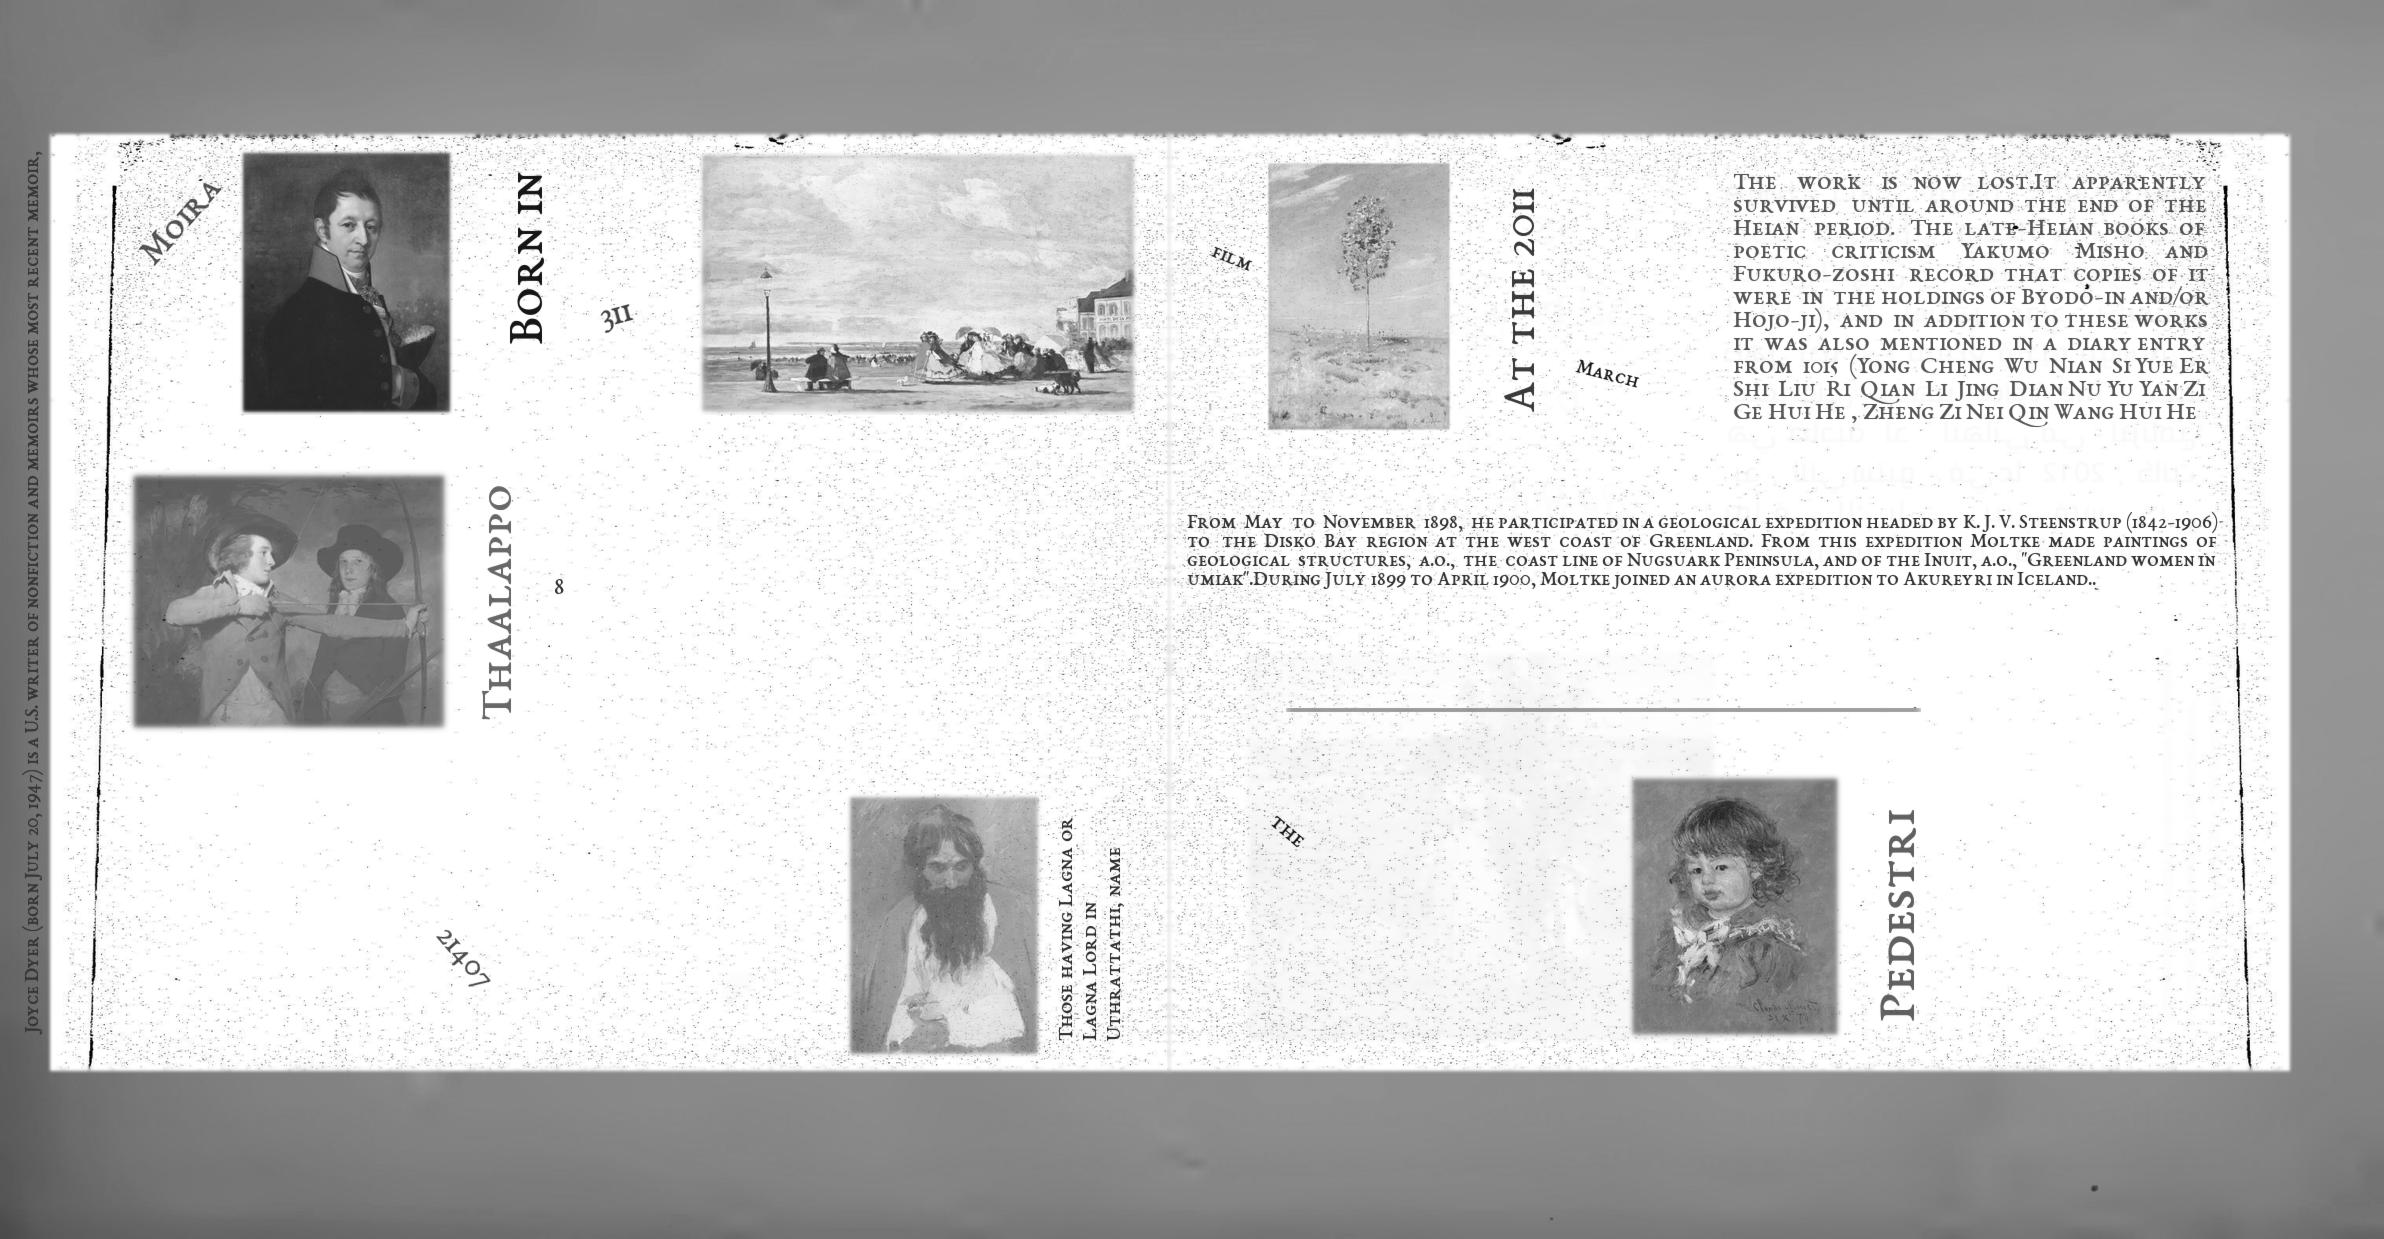 Joyce Dyer (born July 20, 1947) is a U.S. writer of nonfiction and memoirs whose most recent memoir,
Moira
Born in
311
Thaalappo
8
21407
Those having Lagna or
Lagna Lord in
Uthrattathi, name
film
At the 2011
March
The work is now lost.It apparently
survived until around the end of the
Heian period. The late-Heian books of
poetic criticism Yakumo Misho and
Fukuro-zoshi record that copies of it
were in the holdings of Byodo-in and/or
Hojo-ji), and in addition to these works
it was also mentioned in a diary entry
from 1015 (Yong Cheng Wu Nian Si Yue Er
Shi Liu Ri Qian Li Jing Dian Nu Yu Yan Zi
Ge Hui He , Zheng Zi Nei Qin Wang Hui He
From May to November 1898, he participated in a geological expedition headed by K. J. V. Steenstrup (1842-1906)
to the Disko Bay region at the west coast of Greenland. From this expedition Moltke made paintings of
geological structures, a.o., the coast line of Nugsuark Peninsula, and of the Inuit, a.o., "Greenland women in
umiak".During July 1899 to April 1900, Moltke joined an aurora expedition to Akureyri in Iceland..
the
Pedestri